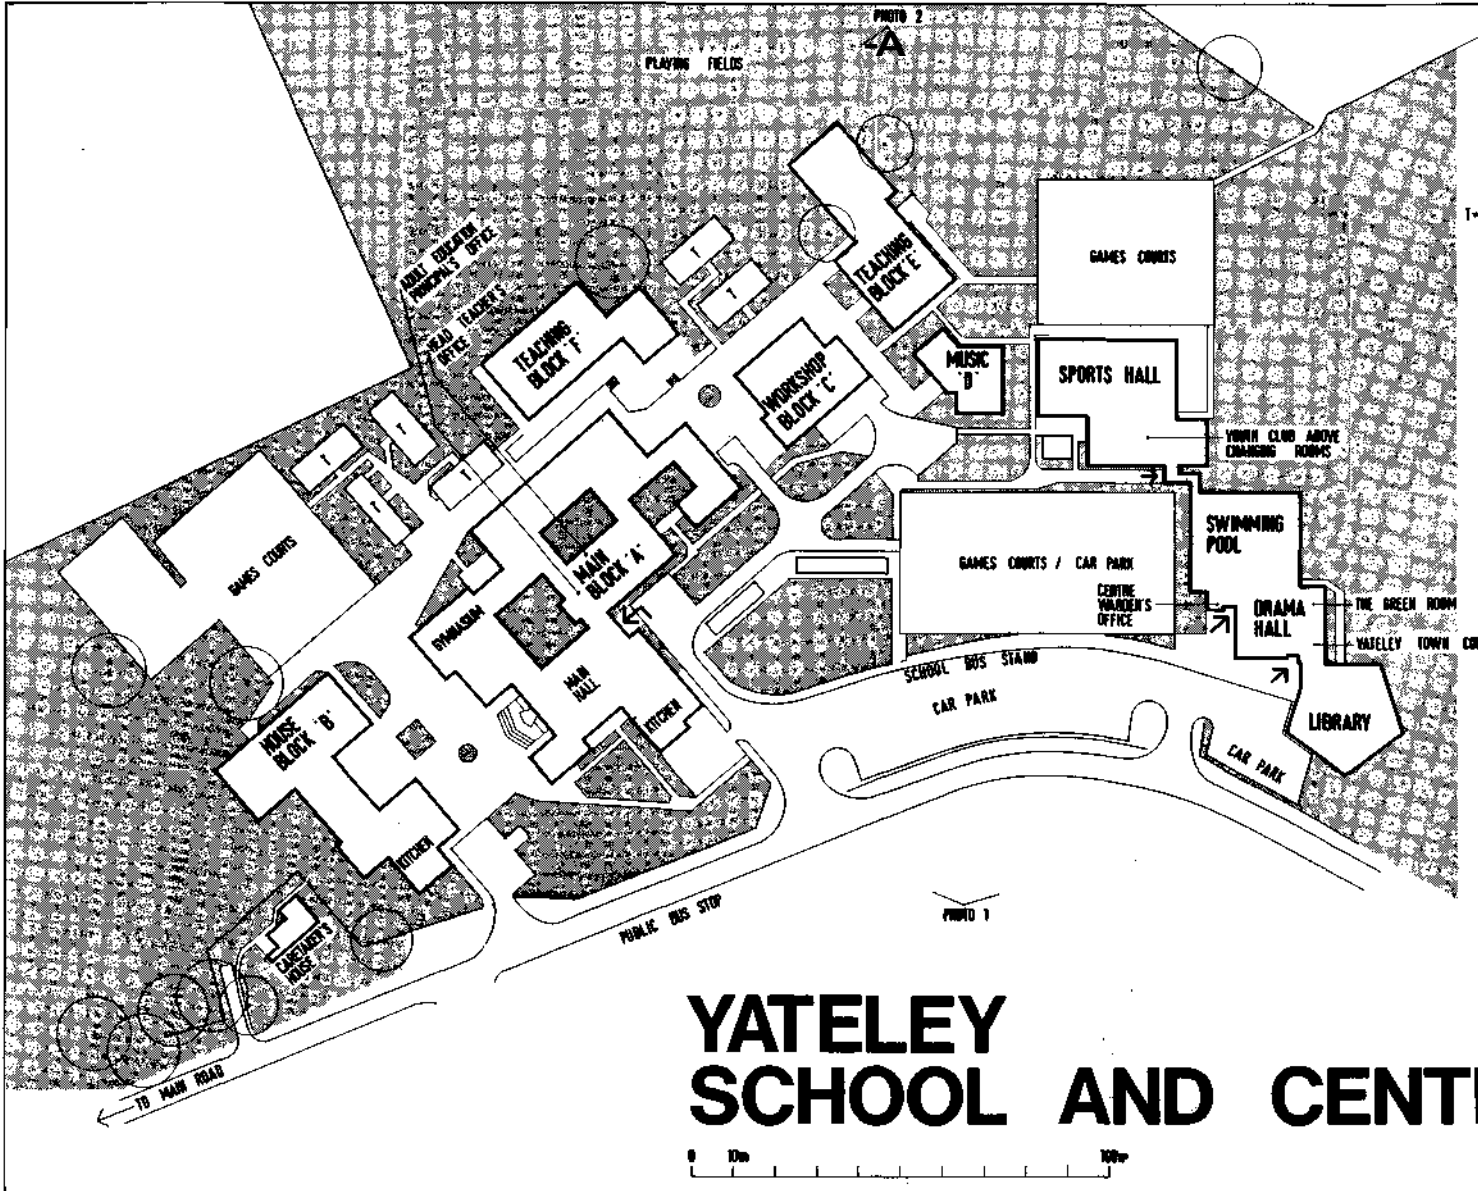 PHOTO 2
PLAYING FIELDS
ADULT EDUCATION
PRINCIPAL'S OFFICE
HEAD TEACHER'S
OFFICE
TEACHING
BLOCK 'F'
T
T
TEACHING
BLOCK 'E'
GAMES COURTS
WORKSHOP
BLOCK 'C'
MUSIC
'D'
SPORTS HALL
YOUTH CLUB ABOVE
CHANGING ROOMS
T
T
T
T
GAMES COURTS
MAIN
BLOCK 'A'
GYMNASIUM
MAIN
HALL
KITCHEN
GAMES COURTS / CAR PARK
SWIMMING
POOL
CENTRE
WARDEN'S
OFFICE
DRAMA
HALL
THE GREEN ROOM
YATELEY TOWN
SCHOOL BUS STAND
CAR PARK
LIBRARY
CAR PARK
HOUSE
BLOCK 'B'
KITCHEN
CARETAKER'S
HOUSE
PUBLIC BUS STOP
PHOTO 1
TO MAIN ROAD
YATELEY
SCHOOL AND
0 10m 100m